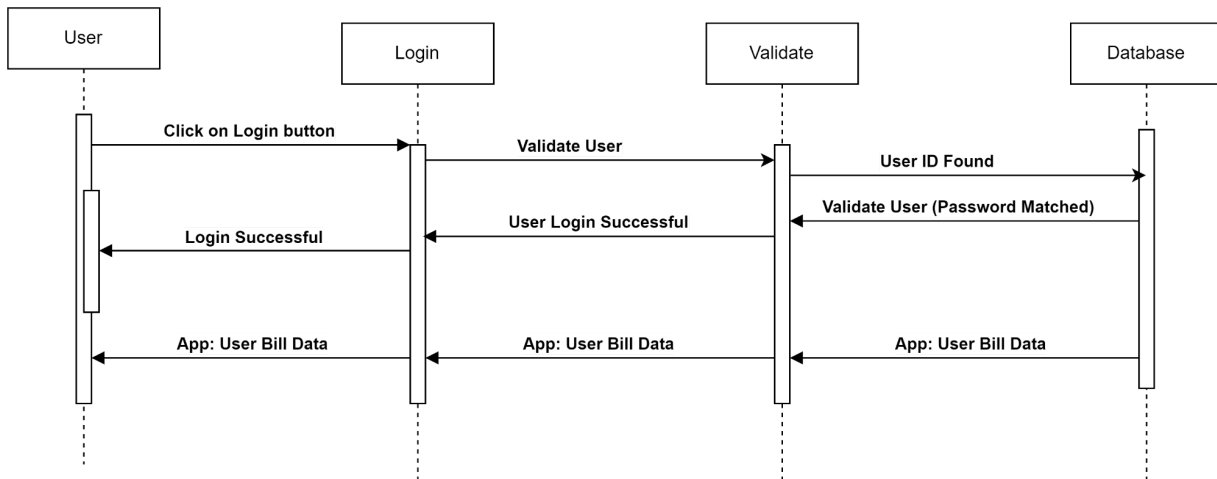 User
Login
Validate
Database
Click on Login button
Validate User
User ID Found
Validate User (Password Matched)
User Login Successful
Login Successful
App: User Bill Data
App: User Bill Data
App: User Bill Data